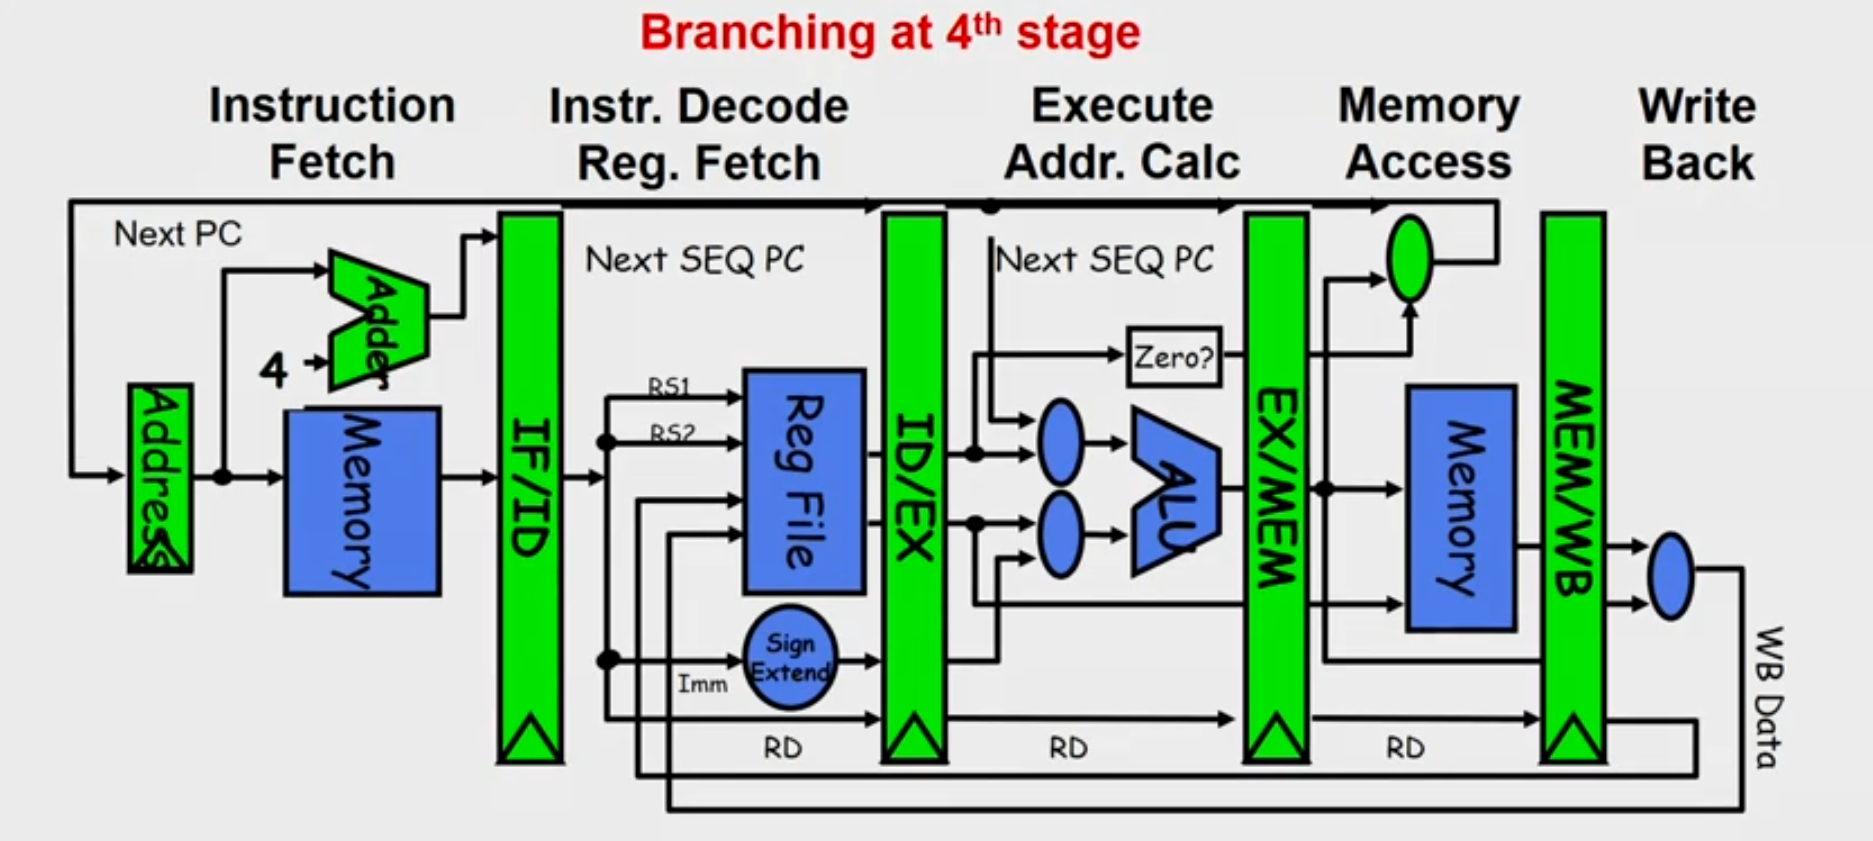 Branching at 4th stage
Instruction
Fetch
Instr. Decode
Reg. Fetch
Execute
Addr. Calc
Memory
Access
Write
Back
Next PC
Adder
4
Address
Memory
IF/ID
Next SEQ PC
RS1
RS2
Reg File
Sign
Extend
Imm
RD
ID/EX
Next SEQ PC
Zero?
ALU
RD
EX/MEM
Memory
RD
MEM/WB
WB Data